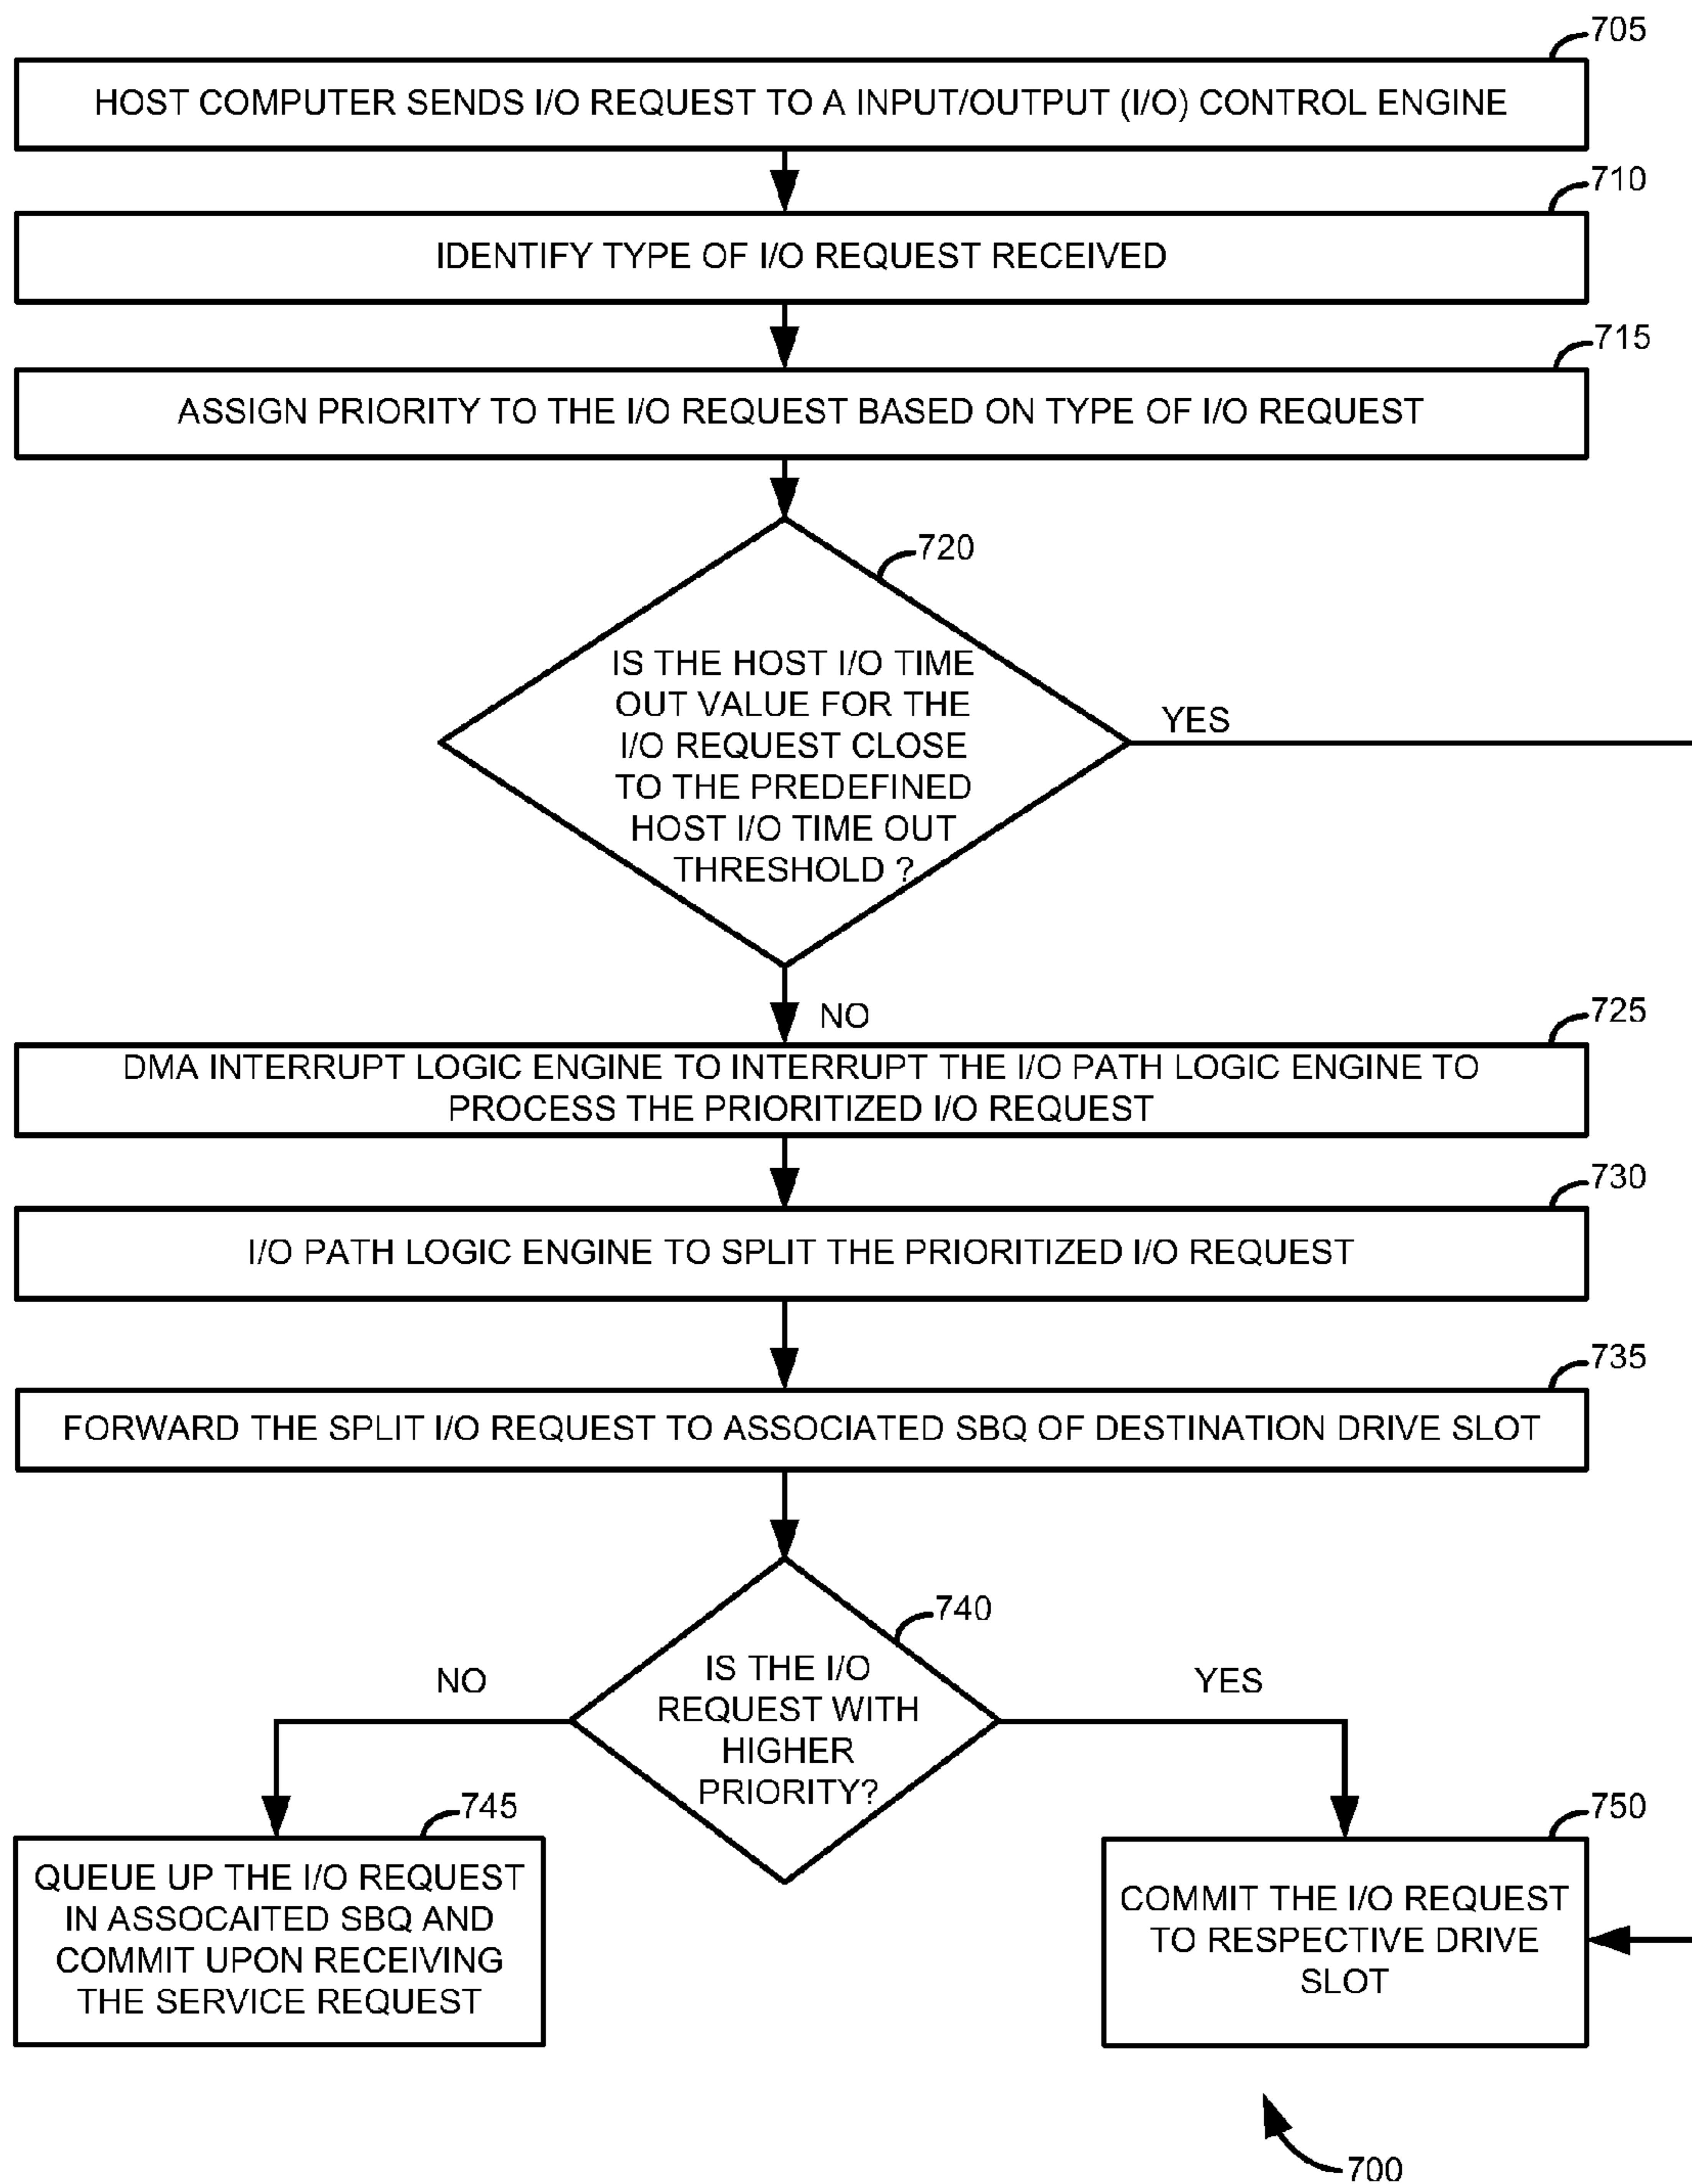 705
HOST COMPUTER SENDS I/O REQUEST TO A INPUT/OUTPUT (I/O) CONTROL ENGINE
710
IDENTIFY TYPE OF I/O REQUEST RECEIVED
715
ASSIGN PRIORITY TO THE I/O REQUEST BASED ON TYPE OF I/O REQUEST
720
IS THE HOST I/O TIME
OUT VALUE FOR THE
I/O REQUEST CLOSE
TO THE PREDEFINED
HOST I/O TIME OUT
THRESHOLD ?
YES
NO
725
DMA INTERRUPT LOGIC ENGINE TO INTERRUPT THE I/O PATH LOGIC ENGINE TO
PROCESS THE PRIORITIZED I/O REQUEST
730
I/O PATH LOGIC ENGINE TO SPLIT THE PRIORITIZED I/O REQUEST
735
FORWARD THE SPLIT I/O REQUEST TO ASSOCIATED SBQ OF DESTINATION DRIVE SLOT
740
IS THE I/O
REQUEST WITH
HIGHER
PRIORITY?
NO
YES
745
QUEUE UP THE I/O REQUEST
IN ASSOCAITED SBQ AND
COMMIT UPON RECEIVING
THE SERVICE REQUEST
750
COMMIT THE I/O REQUEST
TO RESPECTIVE DRIVE
SLOT
700